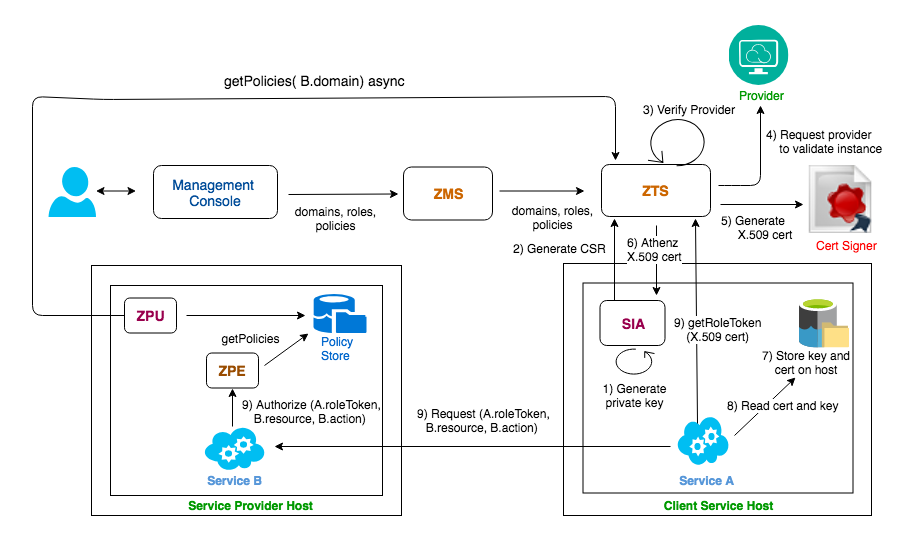 getPolicies( B.domain) async
3) Verify Provider
Provider
4) Request provider
to validate instance
Management
Console
ZMS
ZTS
domains, roles,
policies
domains, roles,
policies
5) Generate
X.509 cert
Cert Signer
2) Generate CSR
6) Athenz
X.509 cert
ZPU
Policy
Store
getPolicies
ZPE
SIA
9) getRoleToken
(X.509 cert)
7) Store key and
cert on host
1) Generate
private key
8) Read cert and key
9) Authorize (A.roleToken,
B.resource, B.action)
9) Request (A.roleToken,
B.resource, B.action)
Service B
Service A
Service Provider Host
Client Service Host